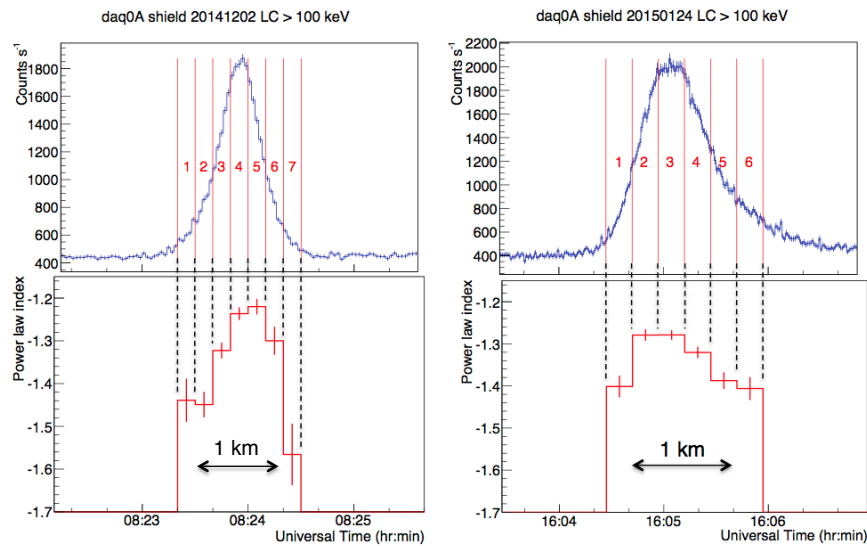 daq0A shield 20141202 LC > 100 keV
Counts s⁻¹
1800
1600
1400
1200
1000
800
600
400
1 2 3 4 5 6 7
Power law index
-1.2
-1.3
-1.4
-1.5
-1.6
-1.7
1 km
08:23 08:24 08:25
Universal Time (hr:min)
daq0A shield 20150124 LC > 100 keV
Counts s⁻¹
2200
2000
1800
1600
1400
1200
1000
800
600
400
1 2 3 4 5 6
Power law index
-1.2
-1.3
-1.4
-1.5
-1.6
-1.7
1 km
16:04 16:05 16:06
Universal Time (hr:min)